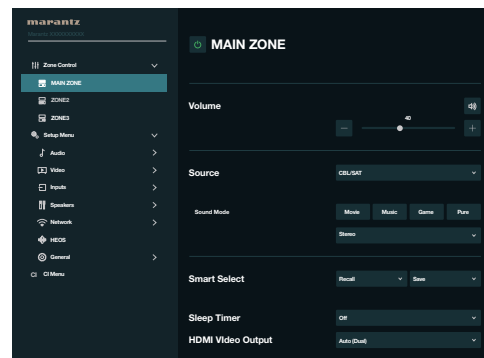 marantz
Zone Control
MAIN ZONE
ZONE2
ZONE3
Setup Menu
Audio
Video
Inputs
Speakers
Network
HEOS
General
CI CI Menu
MAIN ZONE
Volume
40
Source
CBL/SAT
Sound Mode
Movie Music Game Pure
Stereo
Smart Select
Recall Save
Sleep Timer
Off
HDMI VIdeo Output
Auto (Dual)